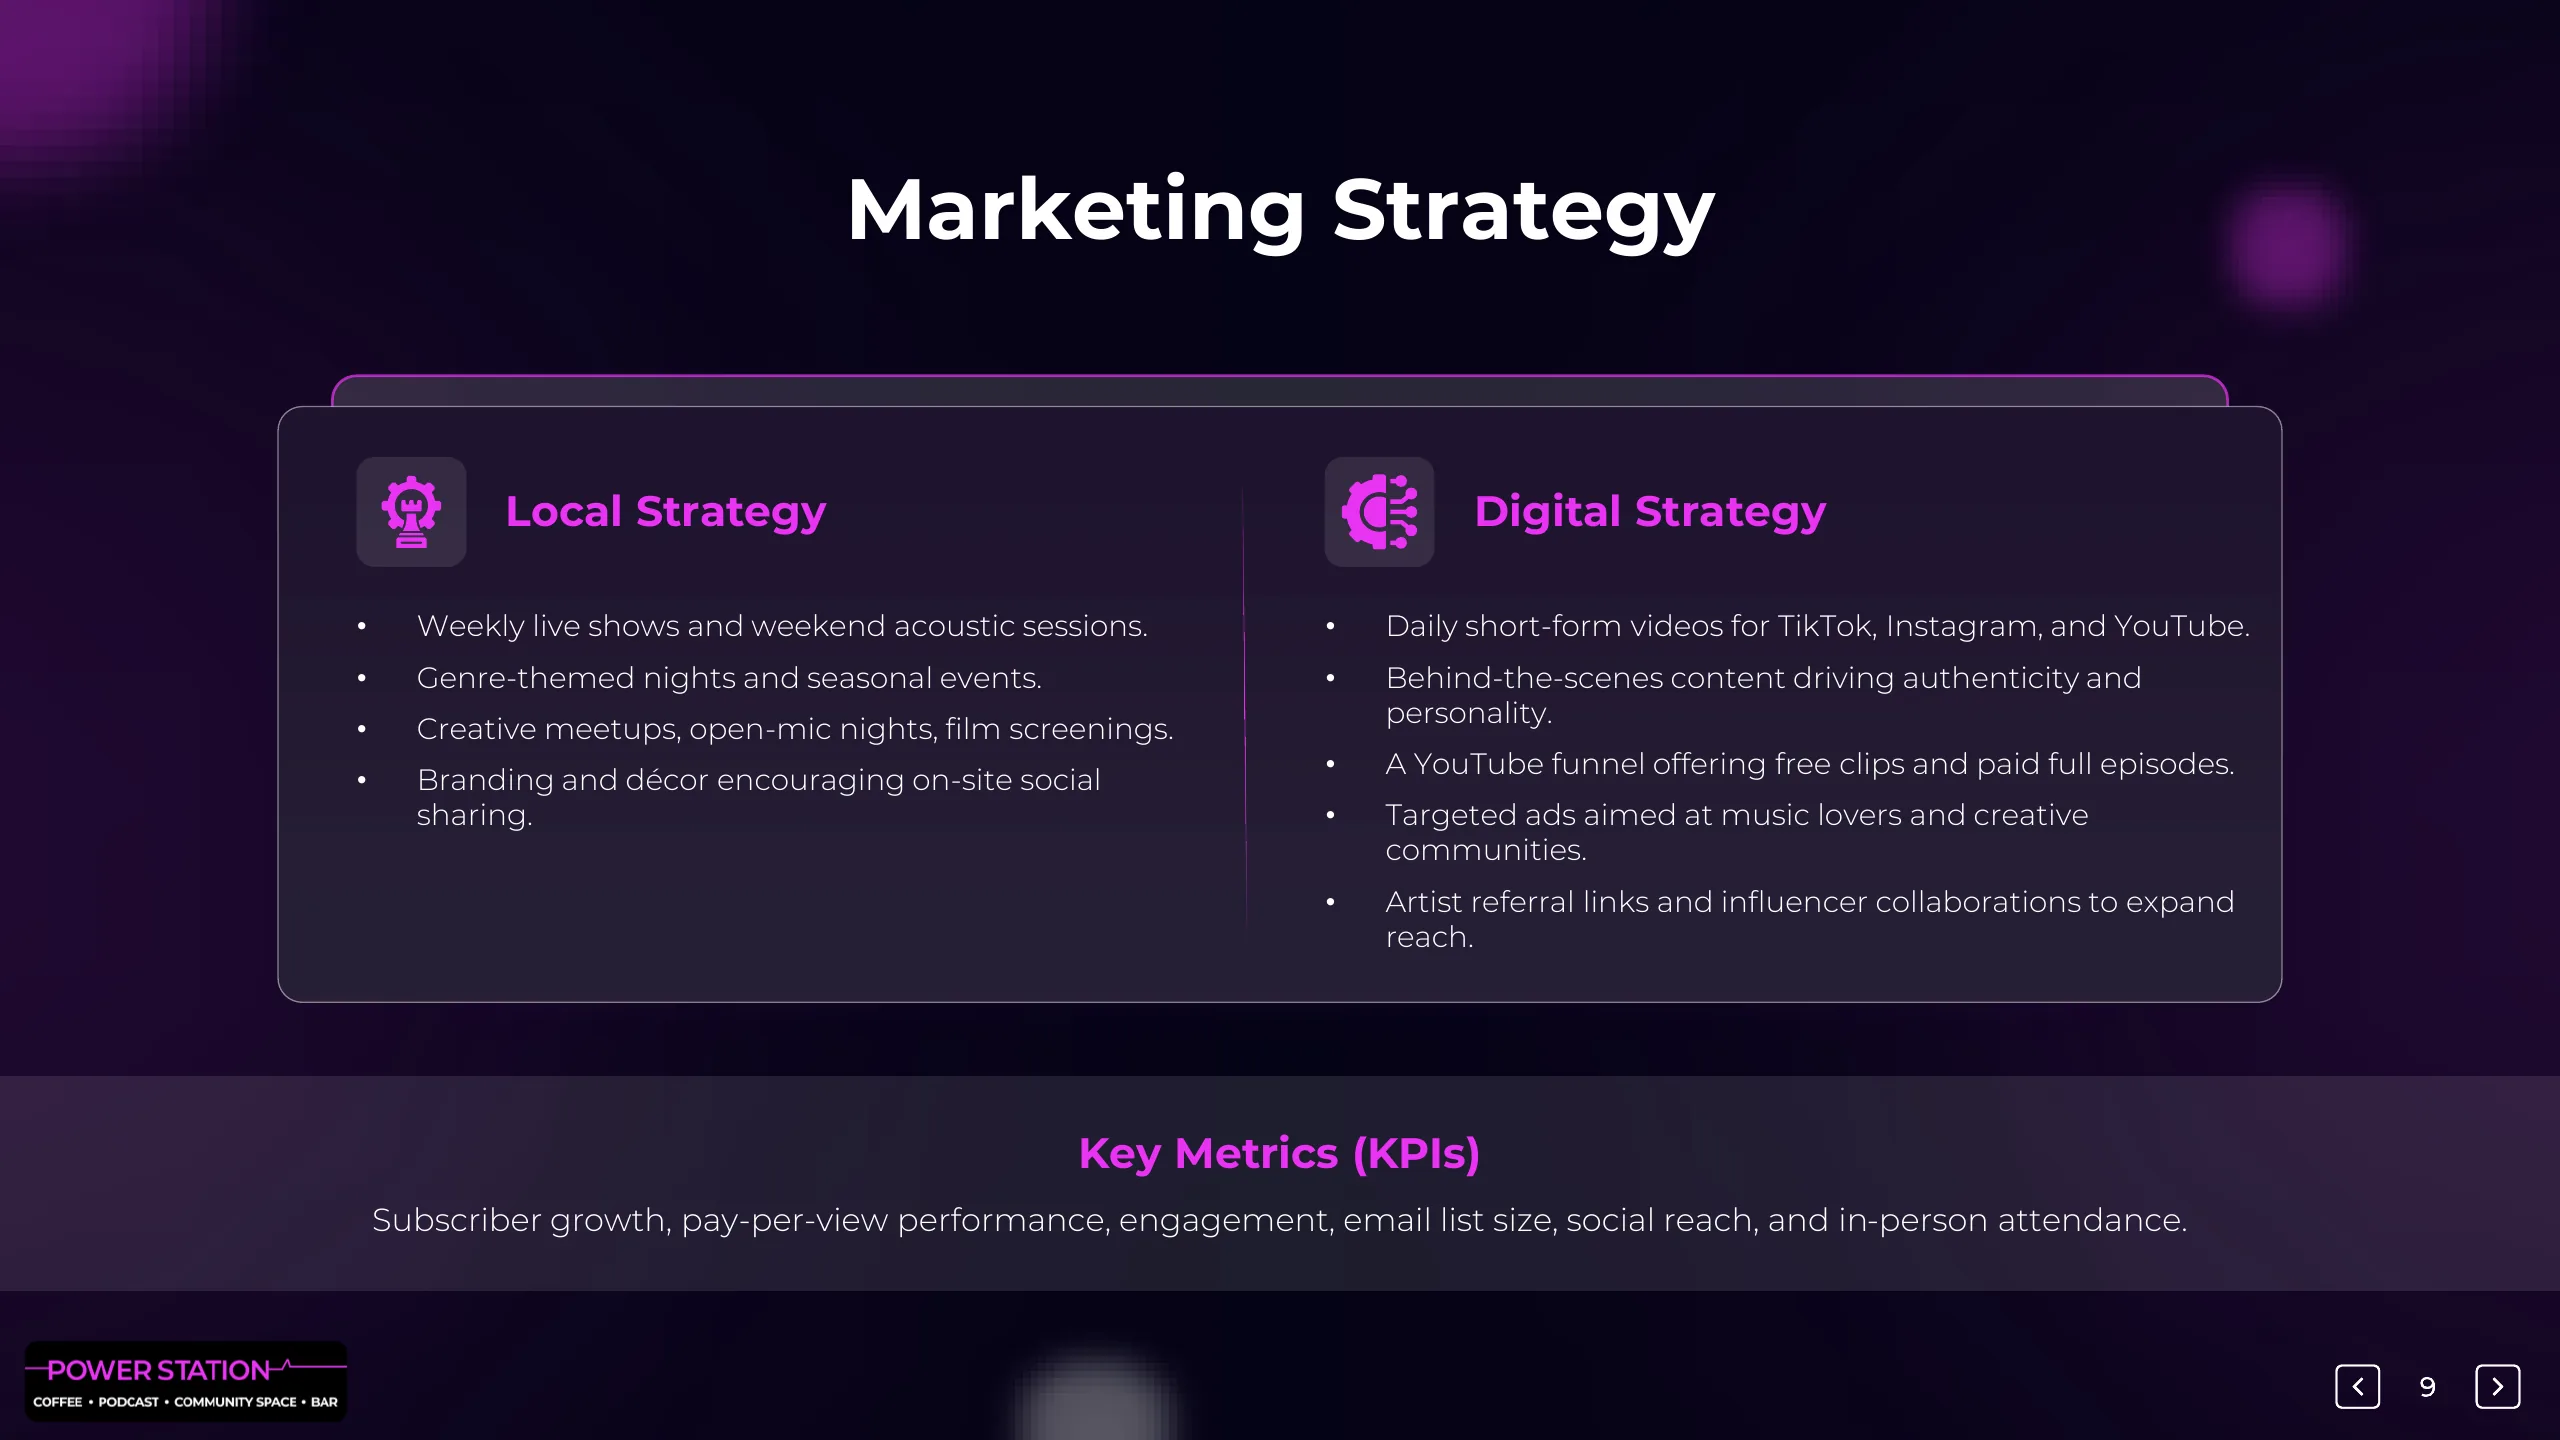 Marketing Strategy
Local Strategy
• Weekly live shows and weekend acoustic sessions.
• Genre-themed nights and seasonal events.
• Creative meetups, open-mic nights, film screenings.
• Branding and décor encouraging on-site social
sharing.
Digital Strategy
• Daily short-form videos for TikTok, Instagram, and YouTube.
• Behind-the-scenes content driving authenticity and
personality.
• A YouTube funnel offering free clips and paid full episodes.
• Targeted ads aimed at music lovers and creative
communities.
• Artist referral links and influencer collaborations to expand
reach.
Key Metrics (KPIs)
Subscriber growth, pay-per-view performance, engagement, email list size, social reach, and in-person attendance.
POWER STATION
COFFEE • PODCAST • COMMUNITY SPACE • BAR
9